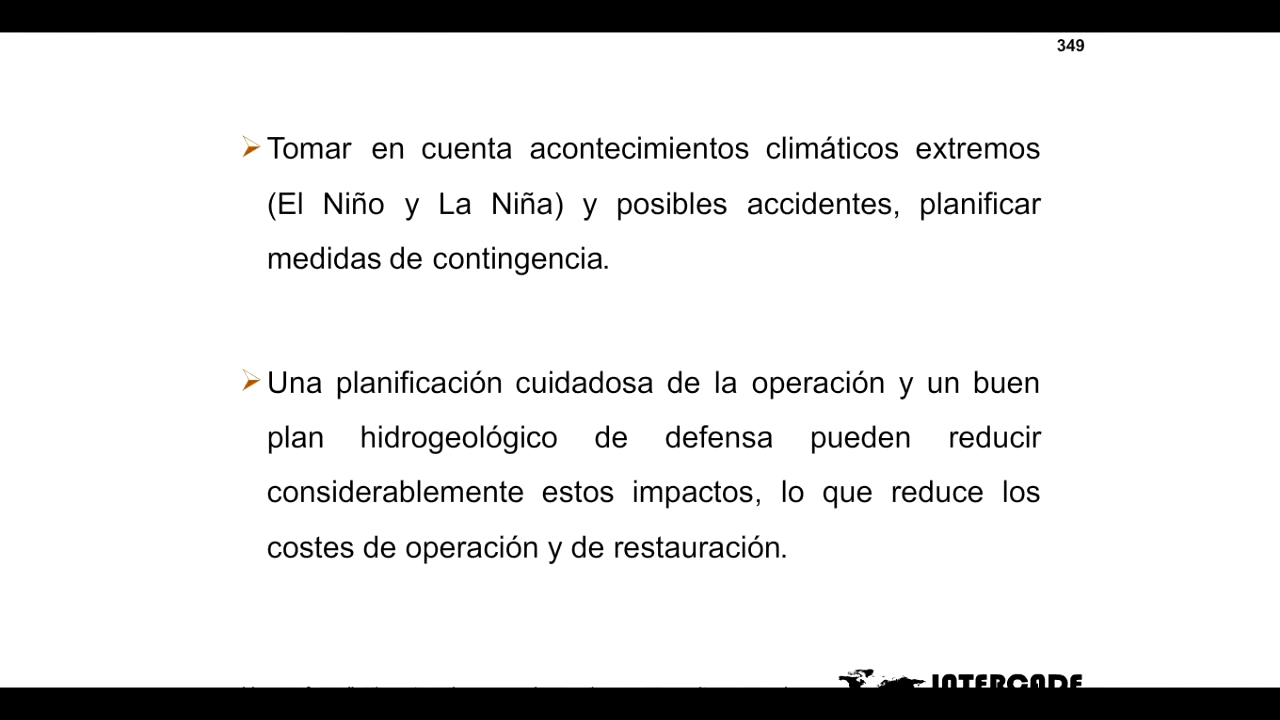 349
Tomar en cuenta acontecimientos climáticos extremos
(El Niño y La Niña) y posibles accidentes, planificar
medidas de contingencia.
Una planificación cuidadosa de la operación y un buen
plan hidrogeológico de defensa pueden reducir
considerablemente estos impactos, lo que reduce los
costes de operación y de restauración.
INTERCADE